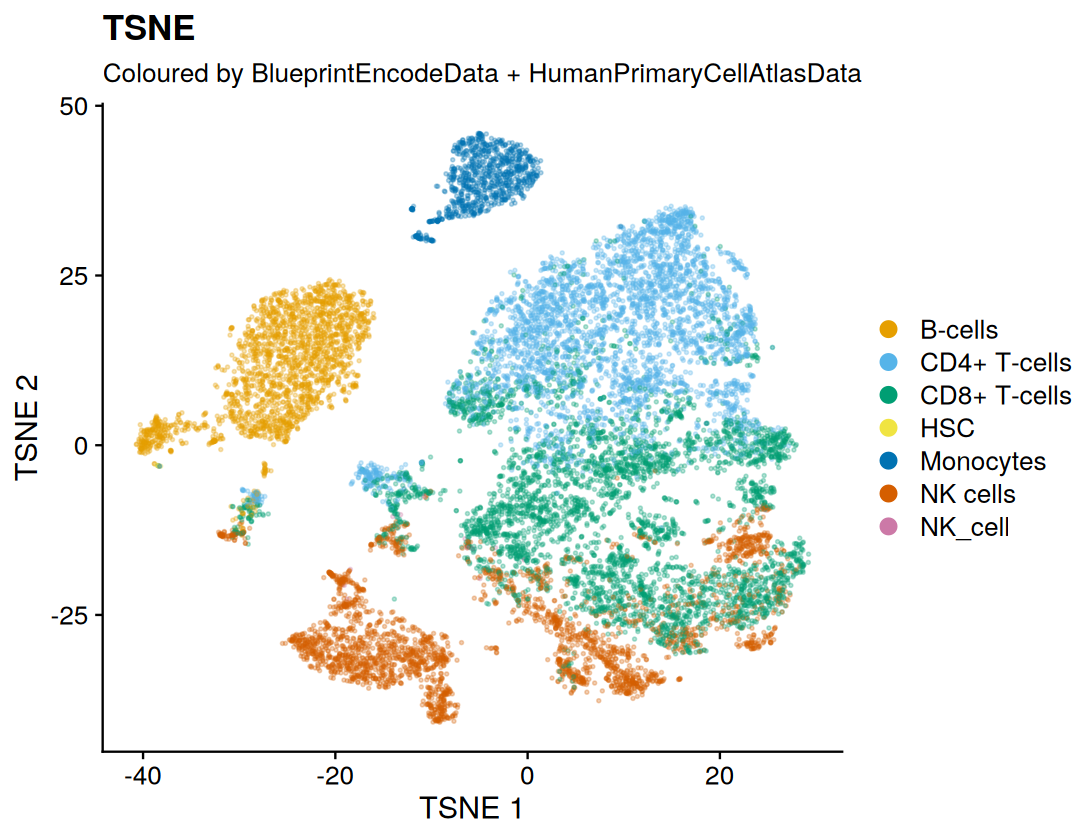 TSNE
Coloured by BlueprintEncodeData + HumanPrimaryCellAtlasData
50
25
0
-25
TSNE 2
-40
-20
0
20
TSNE 1
B-cells
CD4+ T-cells
CD8+ T-cells
HSC
Monocytes
NK cells
NK_cell